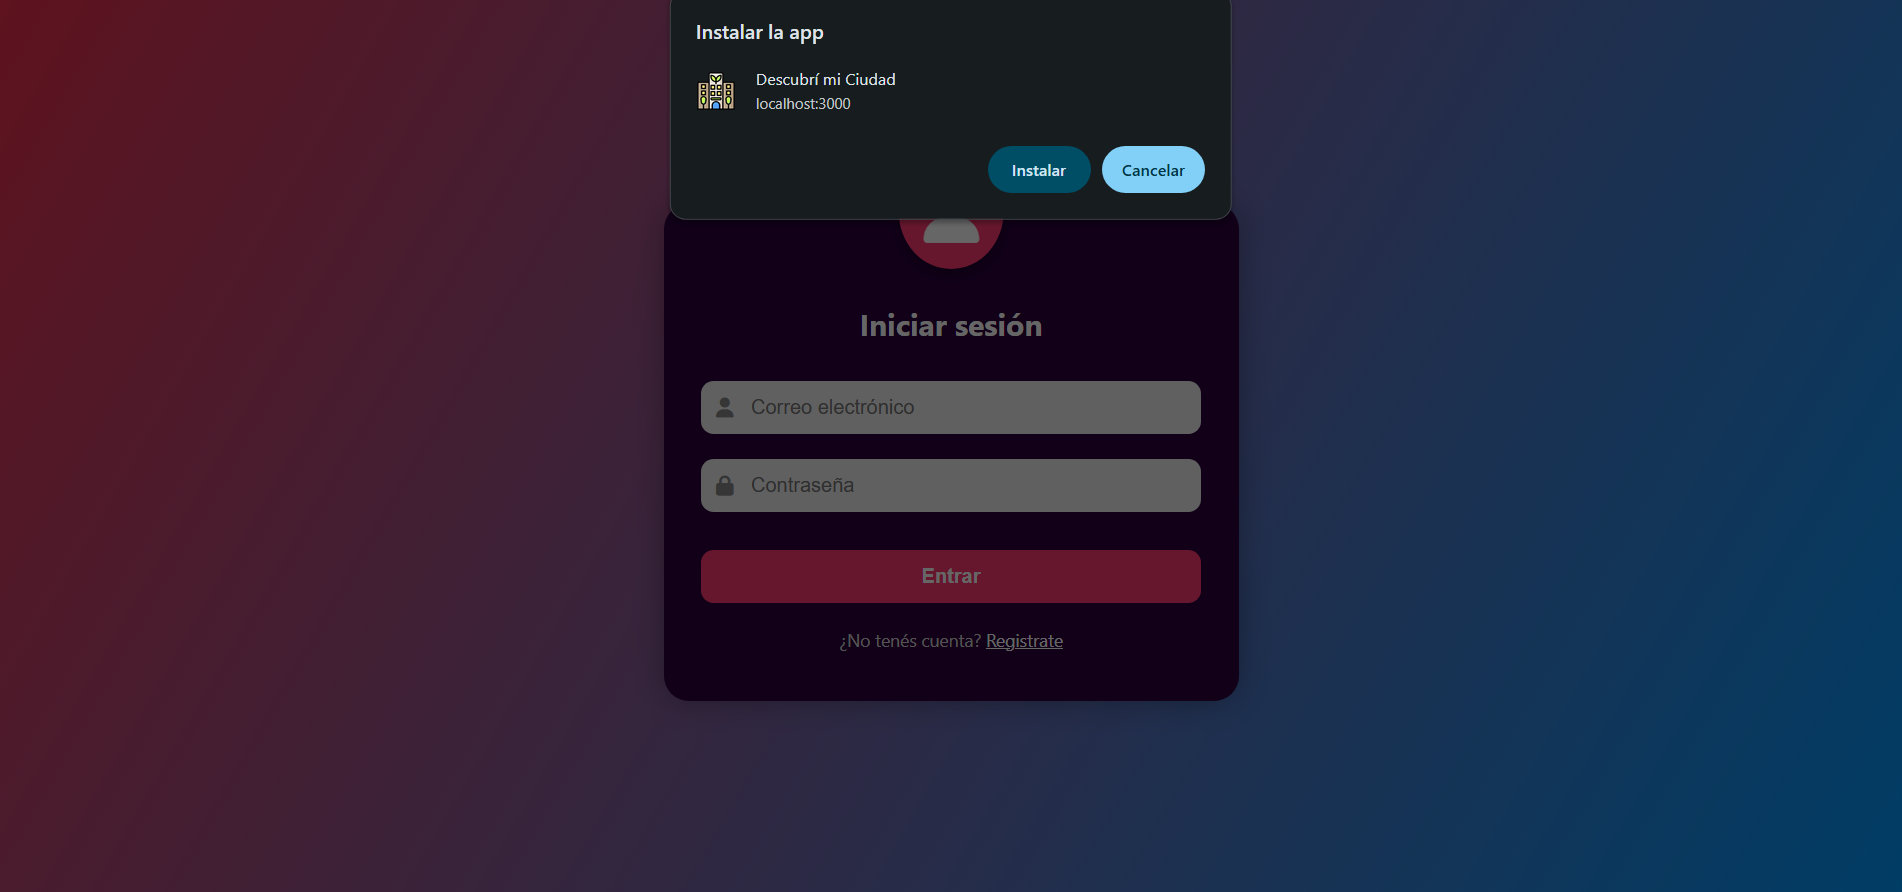 Instalar la app
Descubrí mi Ciudad
localhost:3000
Instalar
Cancelar
Iniciar sesión
Correo electrónico
Contraseña
Entrar
¿No tenés cuenta? Registrate